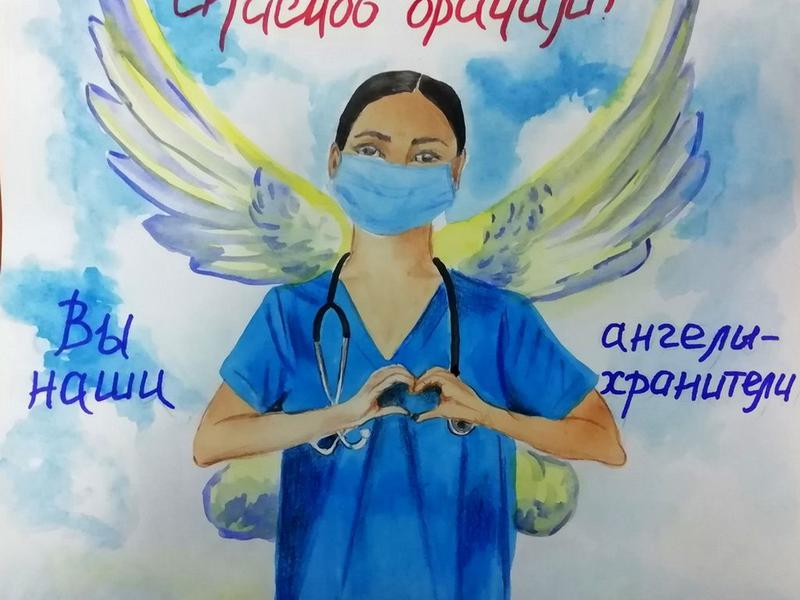 Спасибо врачам!
Вы
наши
ангелы-
хранители